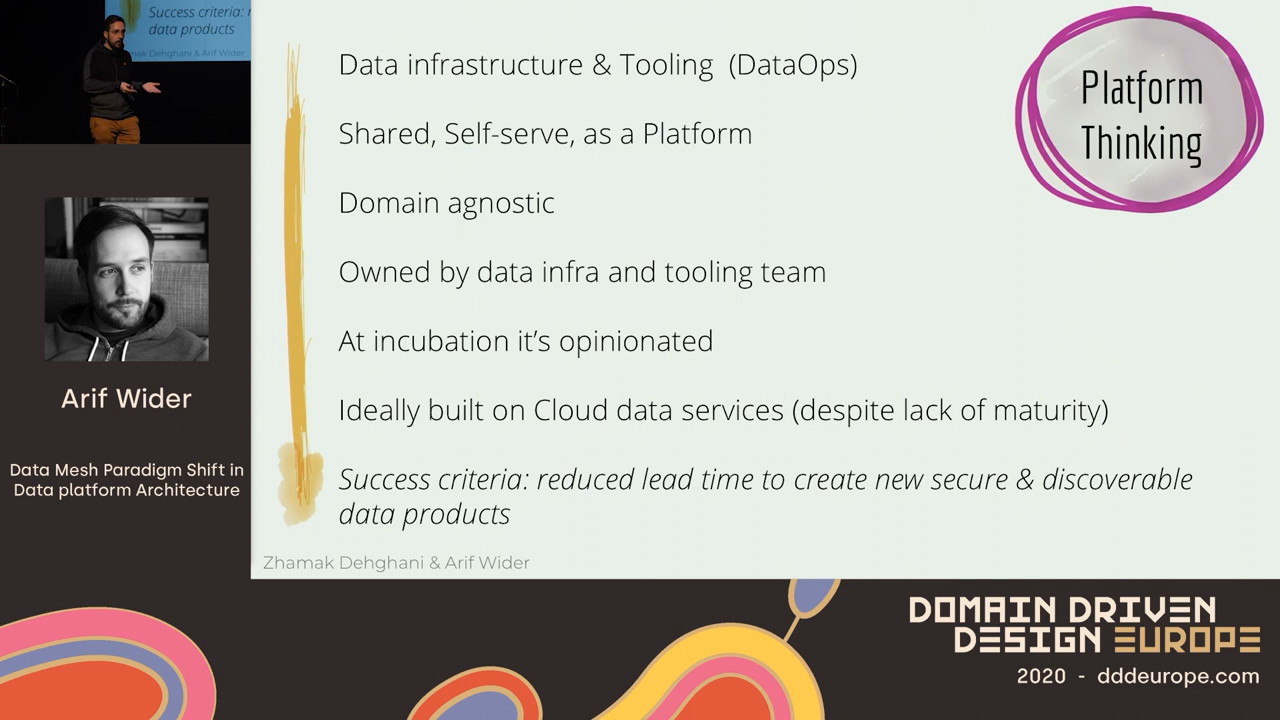 Success criteria:
data products
Zhamak Dehghani & Arif Wider
Arif Wider
Data Mesh Paradigm Shift in
Data platform Architecture
Data infrastructure & Tooling (DataOps)
Shared, Self-serve, as a Platform
Domain agnostic
Owned by data infra and tooling team
At incubation it’s opinionated
Ideally built on Cloud data services (despite lack of maturity)
Success criteria: reduced lead time to create new secure & discoverable
data products
Zhamak Dehghani & Arif Wider
Platform
Thinking
DOMAIN DRIVEN
DESIGN EUROPE
2020 - dddeurope.com